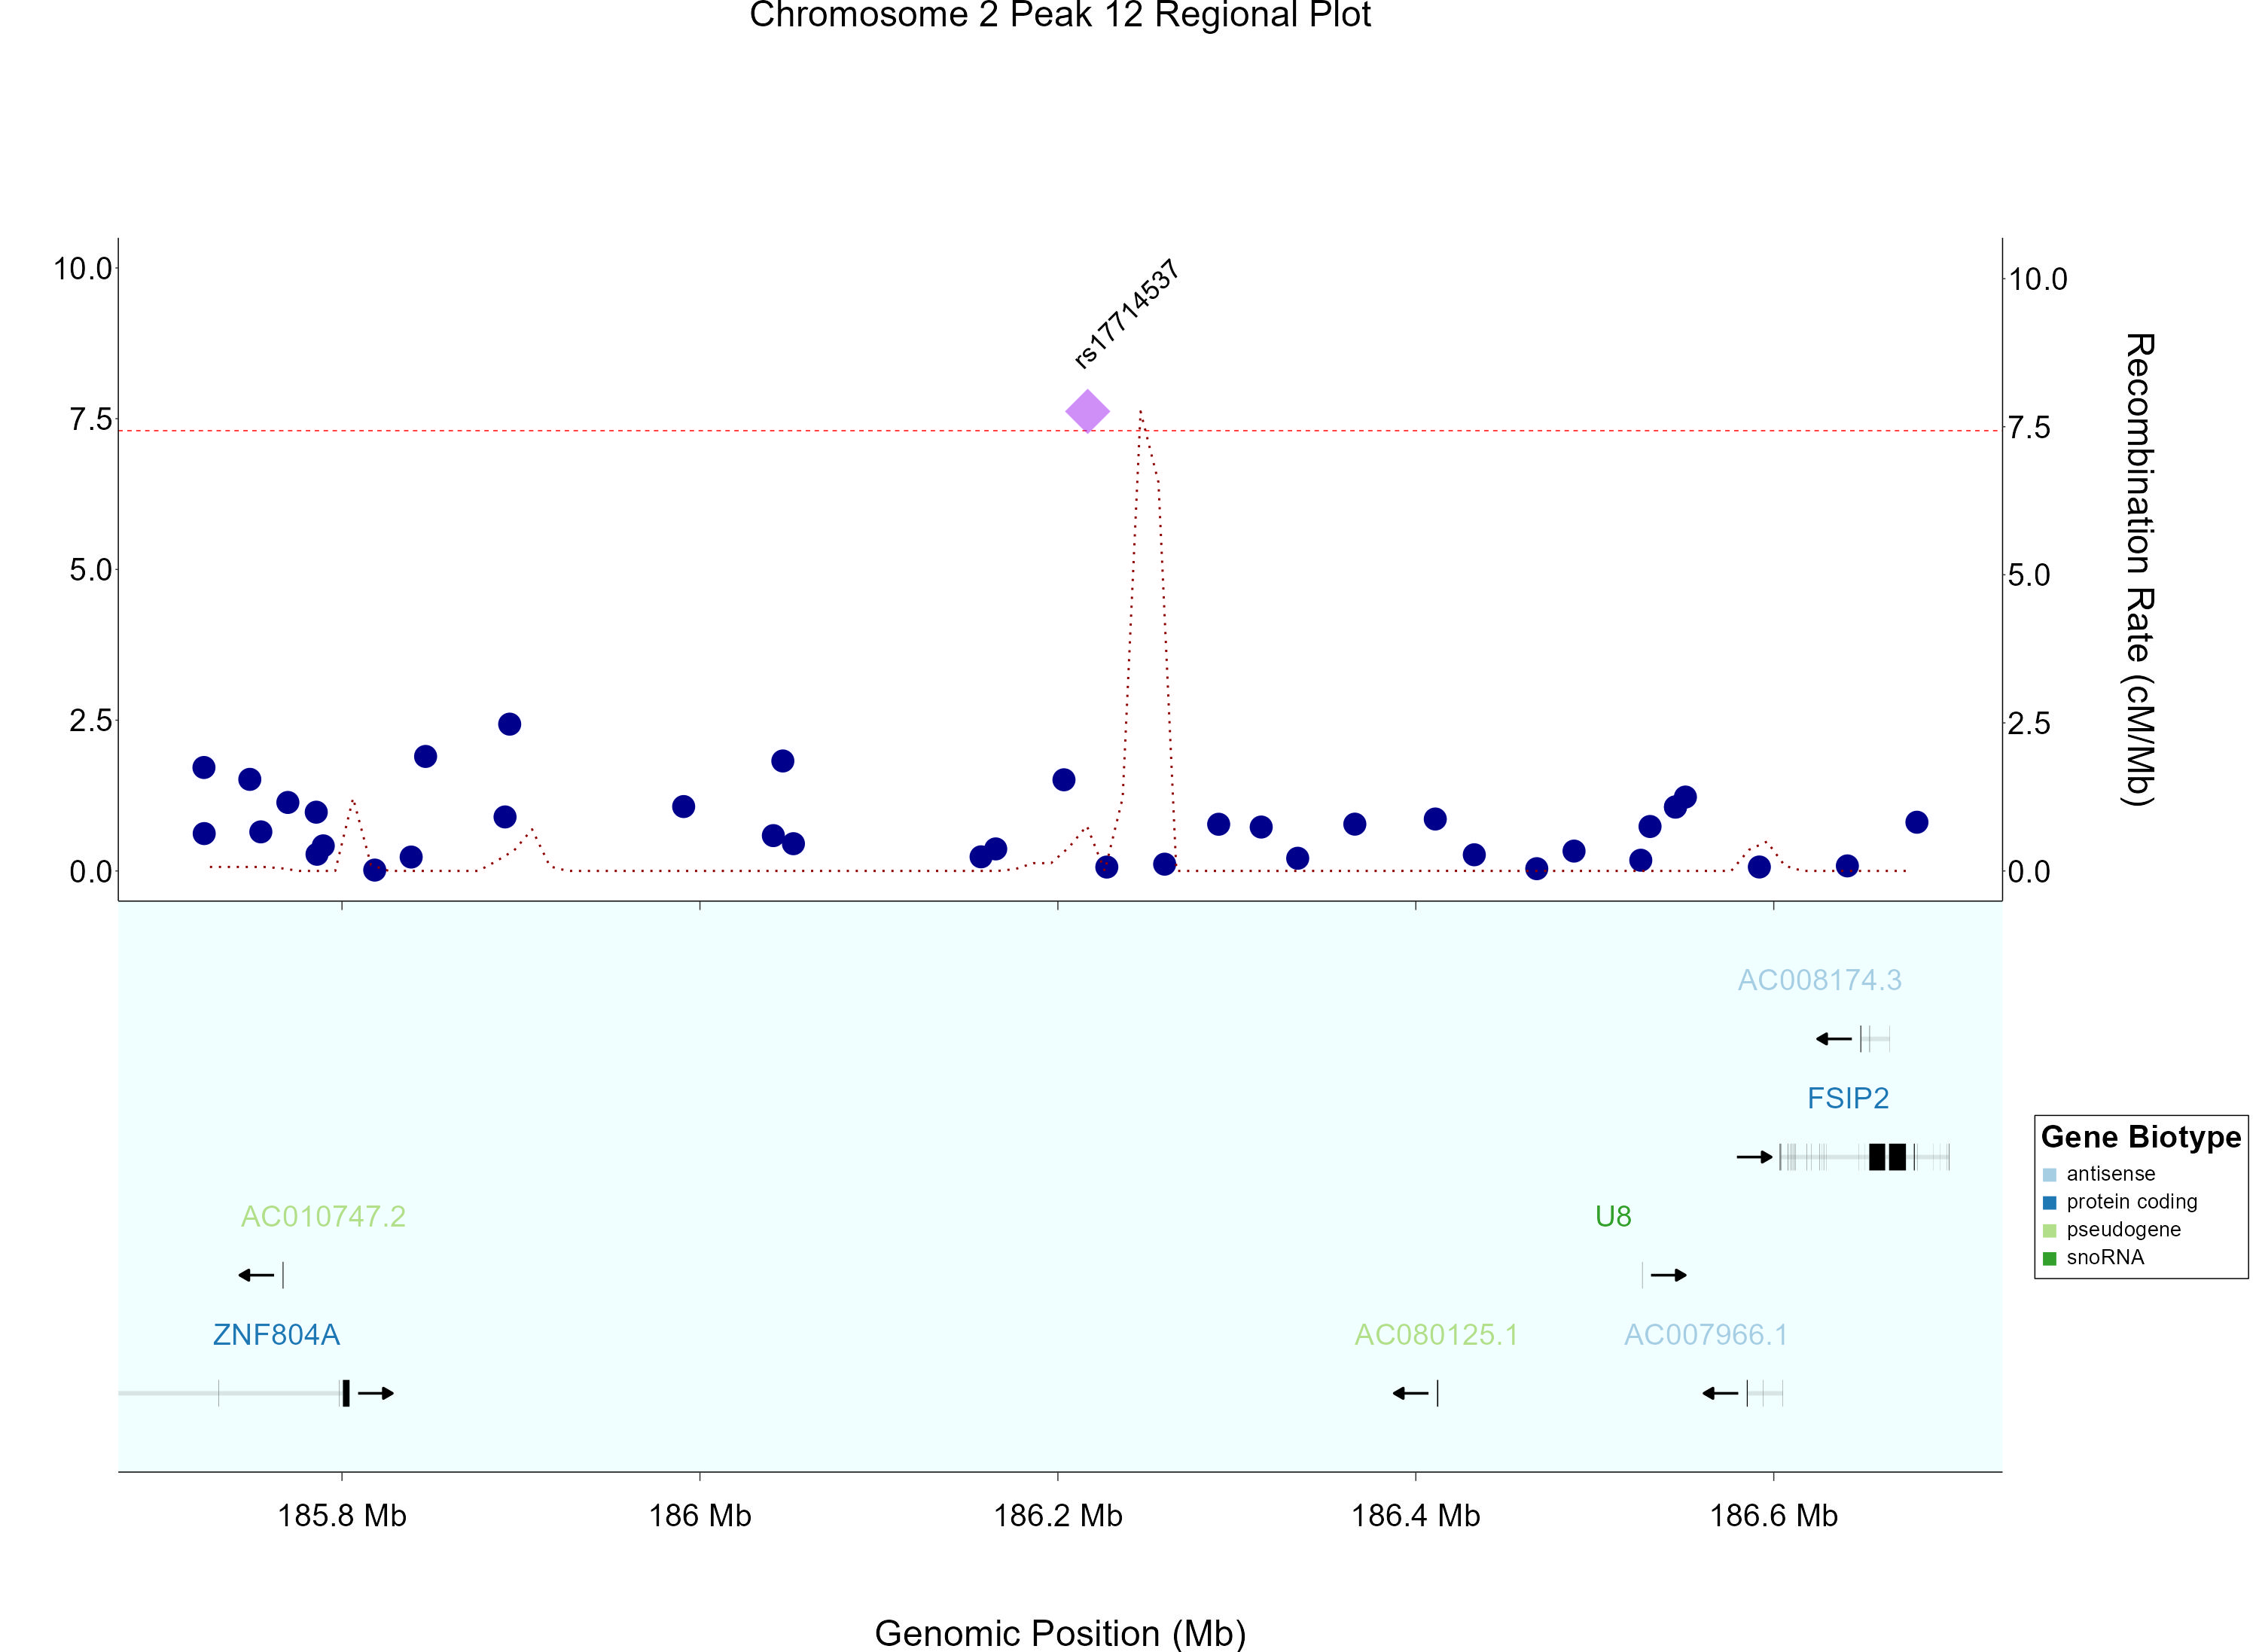 Chromosome 2 Peak 12 Regional Plot
10.0
7.5
5.0
2.5
0.0
rs17714537
10.0
7.5
5.0
2.5
0.0
Recombination Rate (cM/Mb)
AC008174.3
FSIP2
AC010747.2
U8
ZNF804A
AC080125.1
AC007966.1
Gene Biotype
antisense
protein coding
pseudogene
snoRNA
185.8 Mb
186 Mb
186.2 Mb
186.4 Mb
186.6 Mb
Genomic Position (Mb)